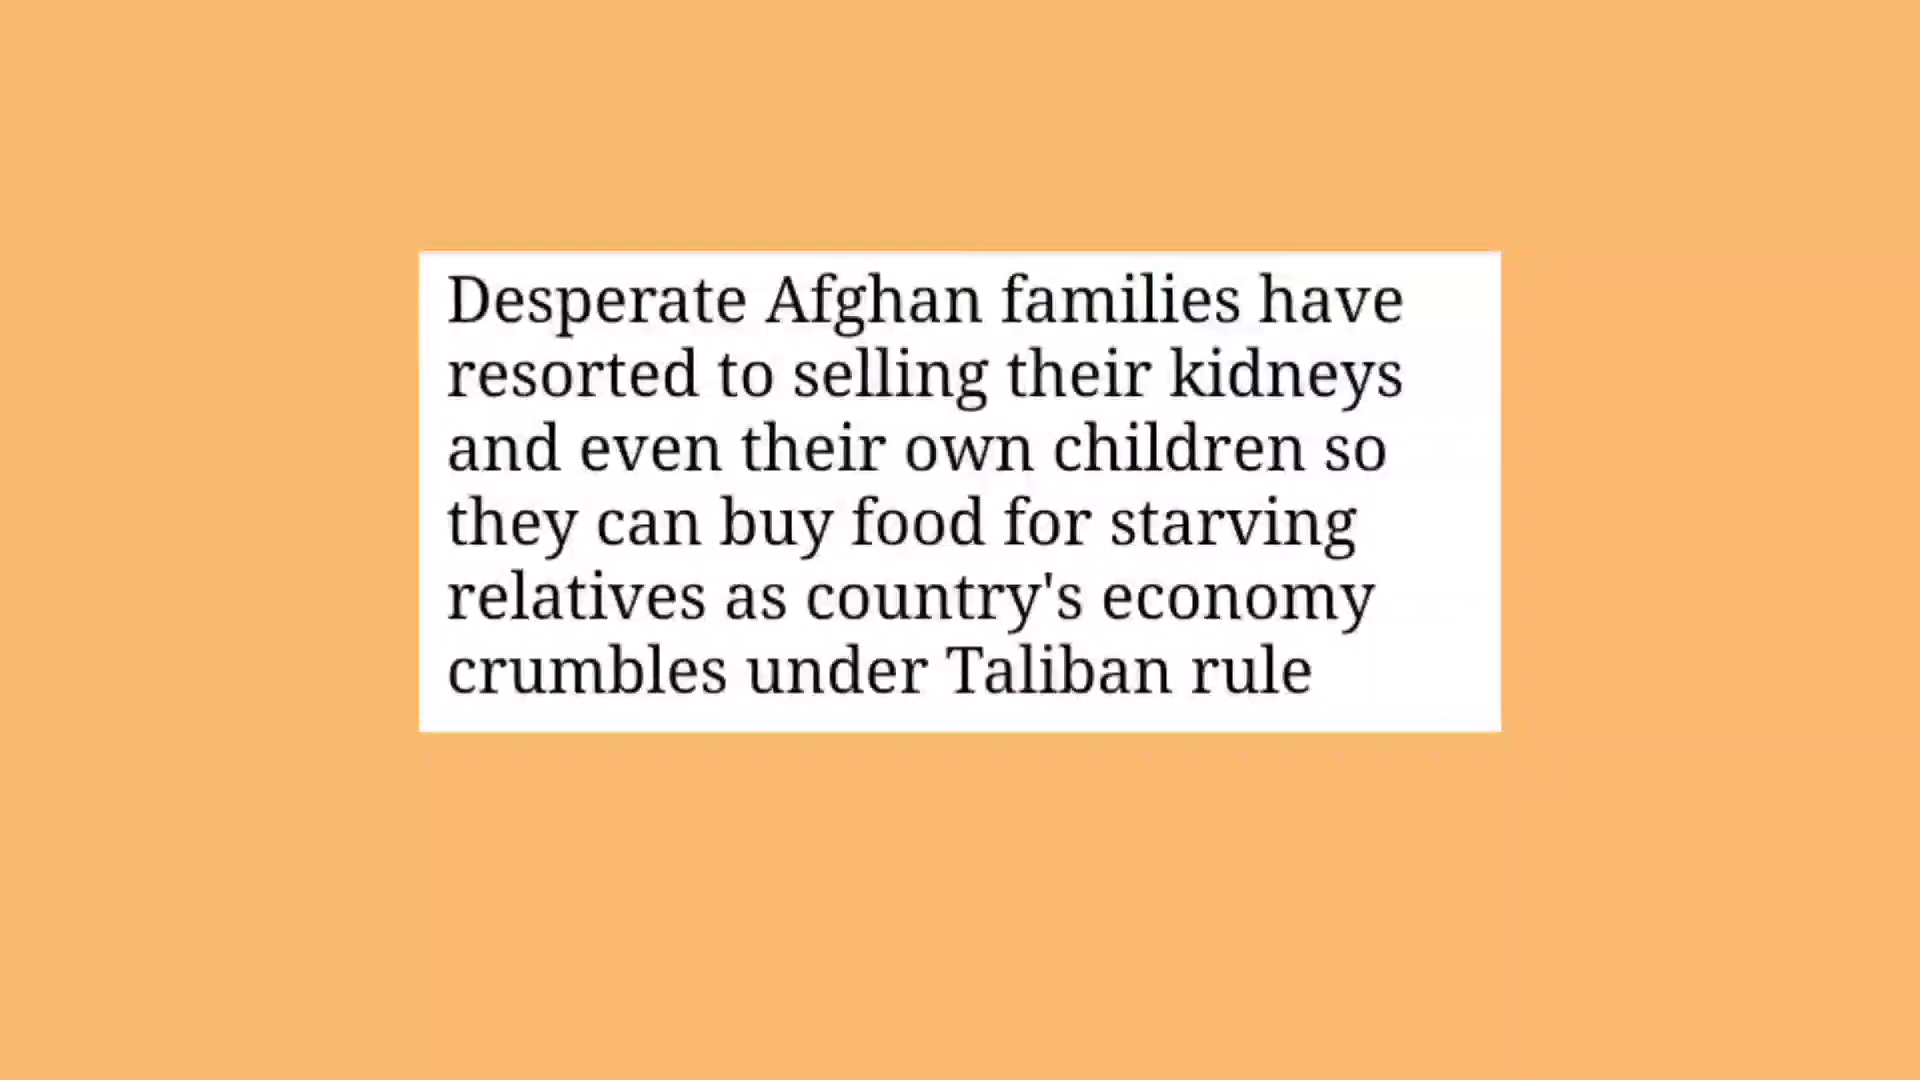 Desperate Afghan families have
resorted to selling their kidneys
and even their own children so
they can buy food for starving
relatives as country's economy
crumbles under Taliban rule